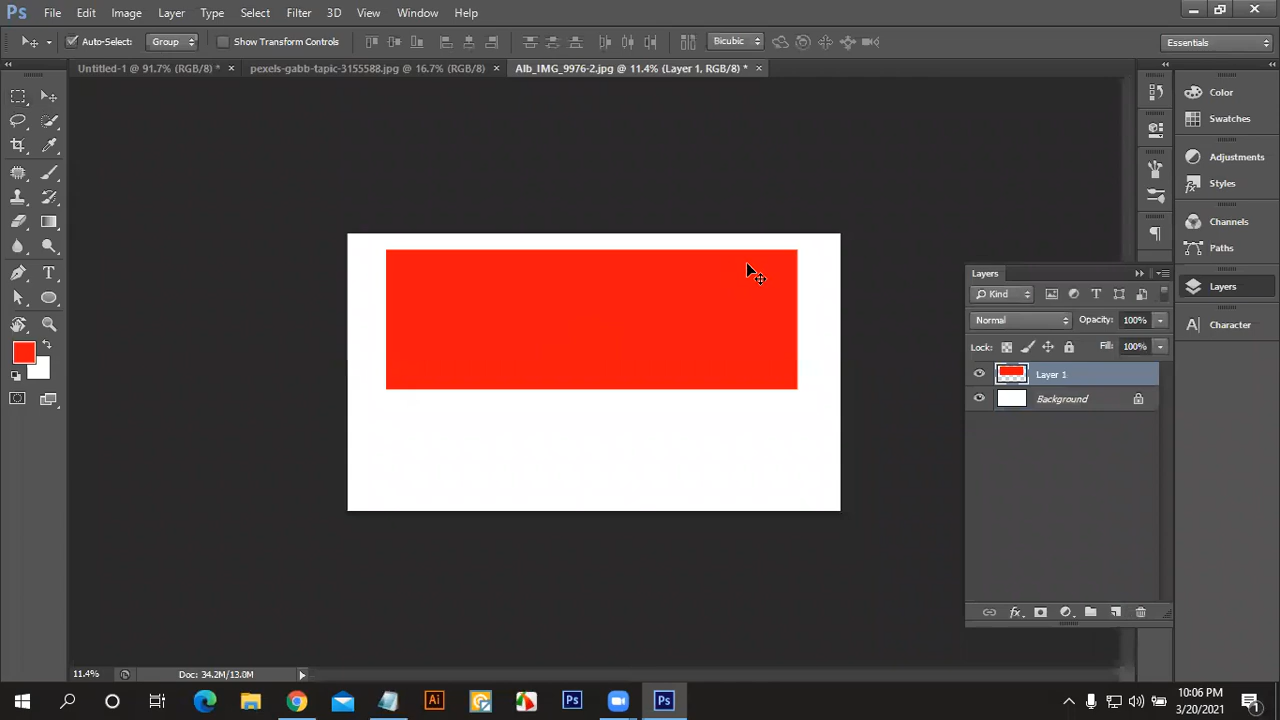 Ps File Edit Image Layer Type Select Filter 3D View Window Help
Auto-Select: Group Show Transform Controls Bicubic Essentials
Untitled-1 @ 91.7% (RGB/8) * × pexels-gabb-tapic-3155588.jpg @ 16.7% (RGB/8) × Alb_IMG_9976-2.jpg @ 11.4% (Layer 1, RGB/8) * ×
Color
Swatches
Adjustments
Styles
Channels
Paths
Layers
Character
Layers
Kind
Normal Opacity: 100%
Lock: Fill: 100%
Layer 1
Background
11.4% Doc: 34.2M/13.0M
Ai Ps Ps
10:06 PM
3/20/2021
1